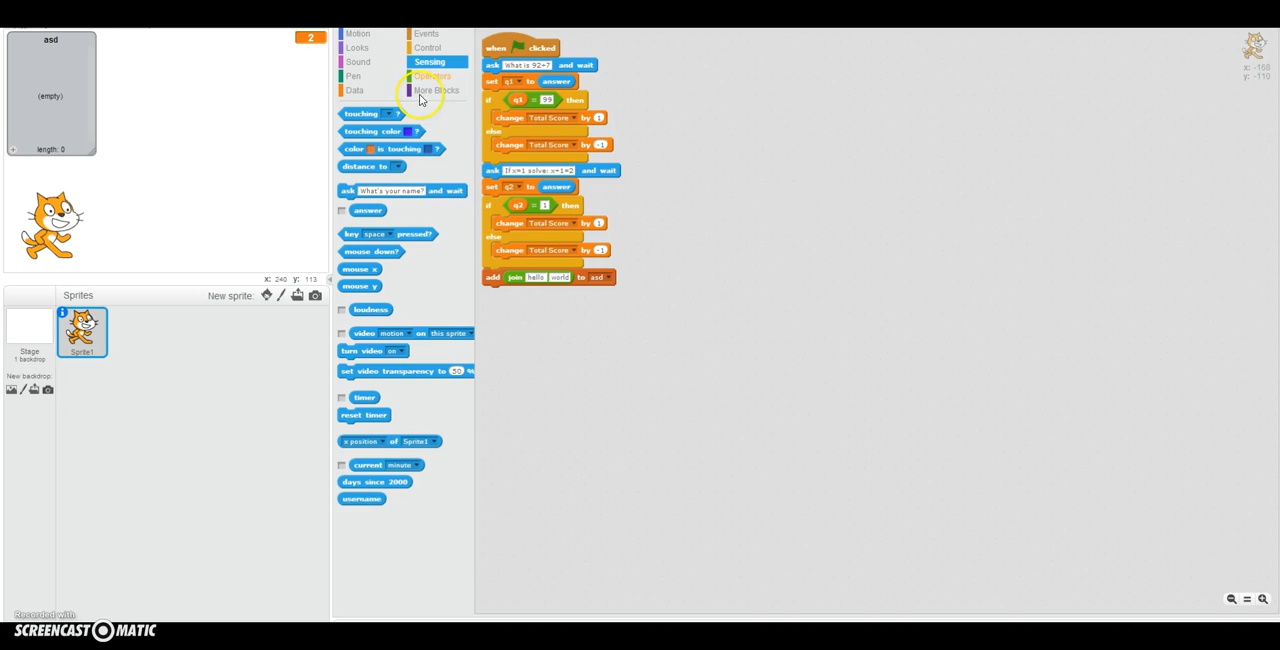 asd
2
(empty)
length: 0
x: 240 y: 113
Sprites
New sprite:
Stage
1 backdrop
New backdrop:
Sprite1
Motion
Events
Looks
Control
Sound
Sensing
Pen
Operators
Data
More Blocks
touching ?
touching color ?
color is touching ?
distance to
ask What's your name? and wait
answer
key space pressed?
mouse down?
mouse x
mouse y
loudness
video motion on this sprite
turn video on
set video transparency to 50 %
timer
reset timer
x position of Sprite1
current minute
days since 2000
username
when clicked
ask What is 92+7 and wait
set q1 to answer
if q1 = 99 then
change Total Score by 1
else
change Total Score by -1
ask If x=1 solve: x+1=2 and wait
set q2 to answer
if q2 = 1 then
change Total Score by 1
else
change Total Score by -1
add join hello world to asd
x: -168
y: -110
Recorded with
SCREENCAST O MATIC